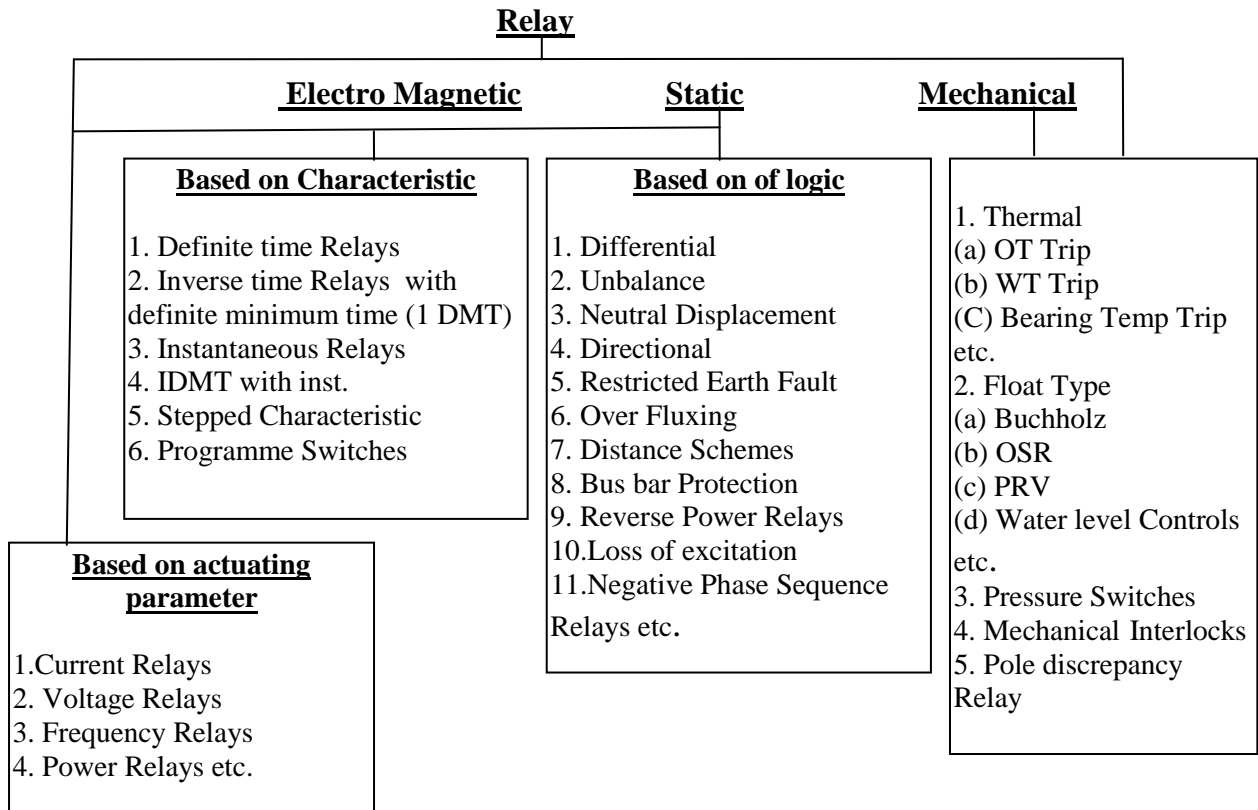 Relay
Electro Magnetic
Static
Mechanical
Based on Characteristic
1. Definite time Relays
2. Inverse time Relays with
definite minimum time (1 DMT)
3. Instantaneous Relays
4. IDMT with inst.
5. Stepped Characteristic
6. Programme Switches
Based on of logic
1. Differential
2. Unbalance
3. Neutral Displacement
4. Directional
5. Restricted Earth Fault
6. Over Fluxing
7. Distance Schemes
8. Bus bar Protection
9. Reverse Power Relays
10.Loss of excitation
11.Negative Phase Sequence
Relays etc.
1. Thermal
(a) OT Trip
(b) WT Trip
(C) Bearing Temp Trip
etc.
2. Float Type
(a) Buchholz
(b) OSR
(c) PRV
(d) Water level Controls
etc.
3. Pressure Switches
4. Mechanical Interlocks
5. Pole discrepancy
Relay
Based on actuating
parameter
1.Current Relays
2. Voltage Relays
3. Frequency Relays
4. Power Relays etc.